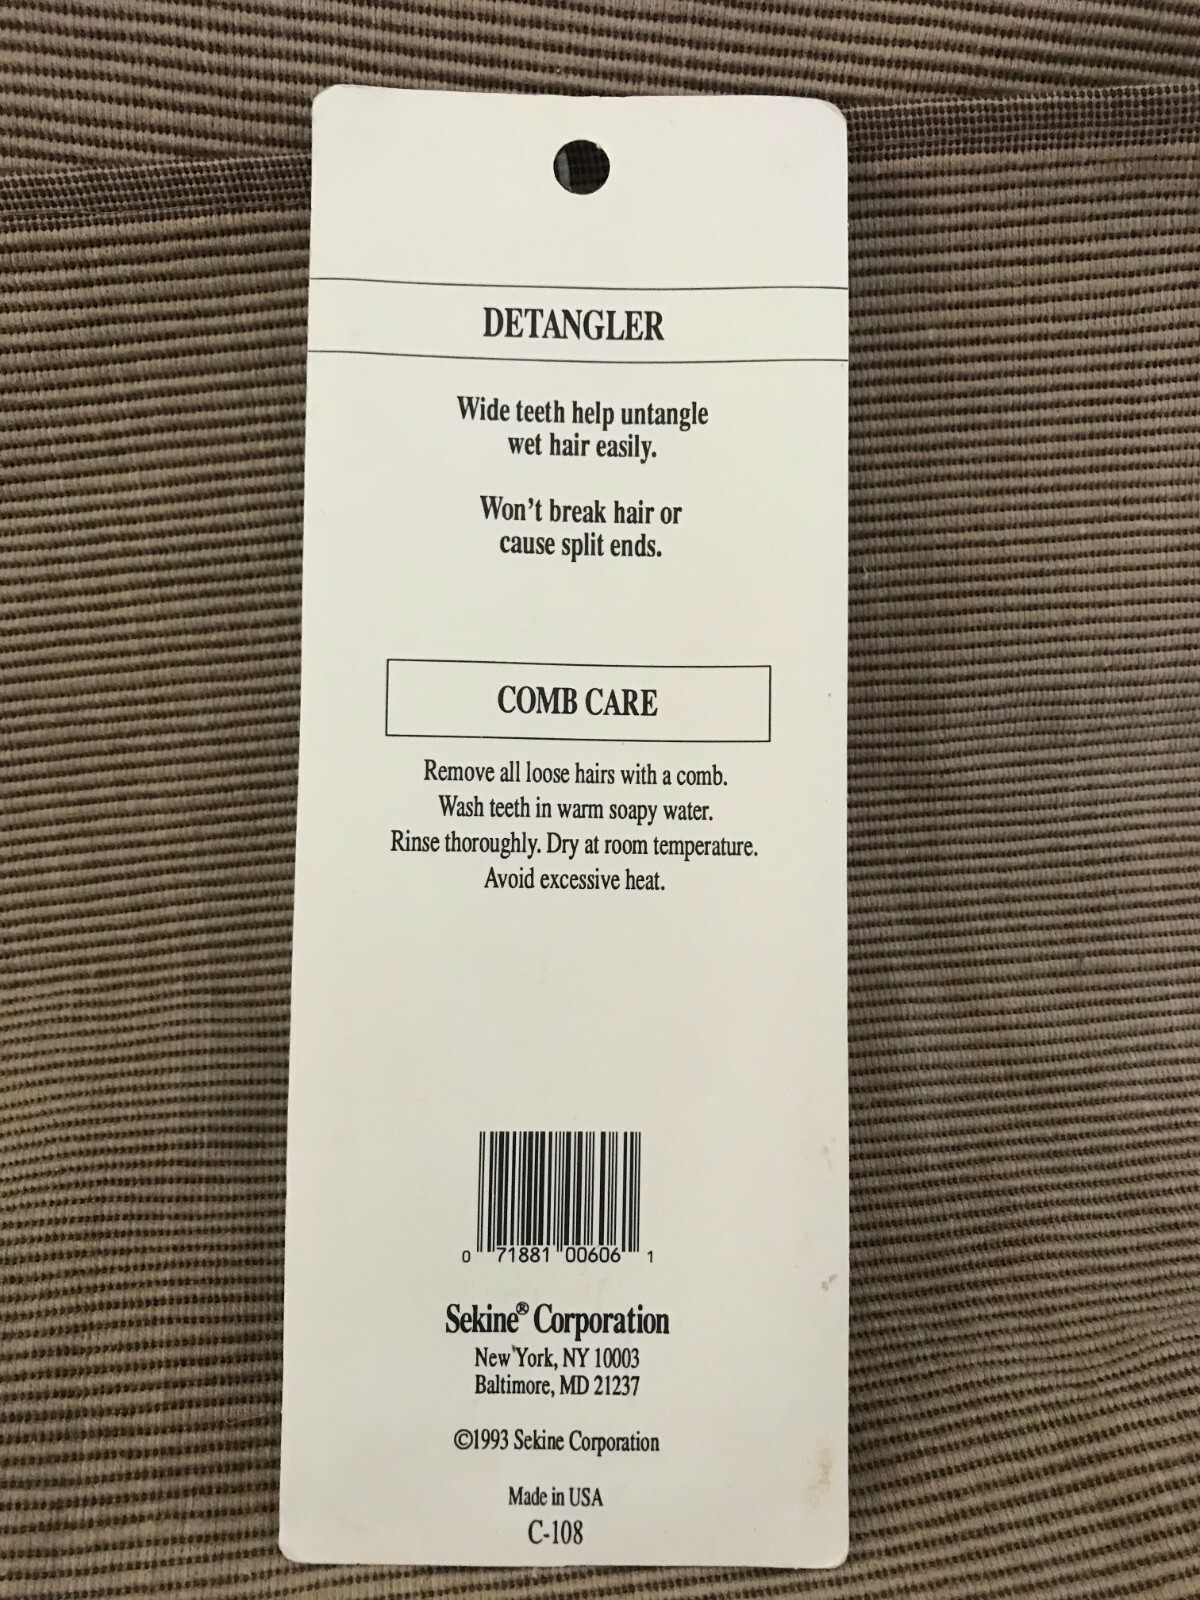 DETANGLER
Wide teeth help untangle
wet hair easily.
Won't break hair or
cause split ends.
COMB CARE
Remove all loose hairs with a comb.
Wash teeth in warm soapy water.
Rinse thoroughly. Dry at room temperature.
Avoid excessive heat.
0 71881 00606 1
Sekine® Corporation
New York, NY 10003
Baltimore, MD 21237
©1993 Sekine Corporation
Made in USA
C-108